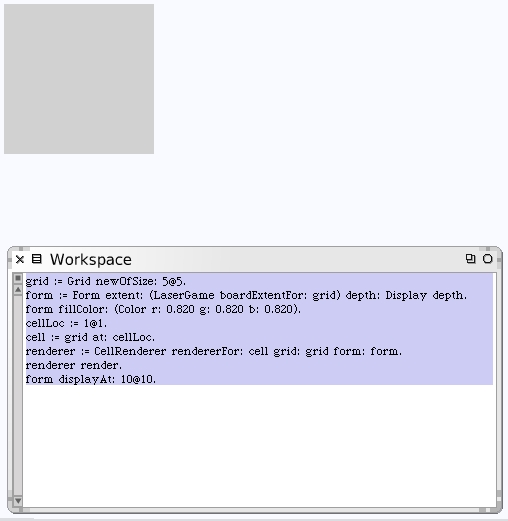 Workspace
grid := Grid newOfSize: 5@5.
form := Form extent: (LaserGame boardExtentFor: grid) depth: Display depth.
form fillColor: (Color r: 0.820 g: 0.820 b: 0.820).
cellLoc := 1@1.
cell := grid at: cellLoc.
renderer := CellRenderer rendererFor: cell grid: grid form: form.
renderer render.
form displayAt: 10@10.